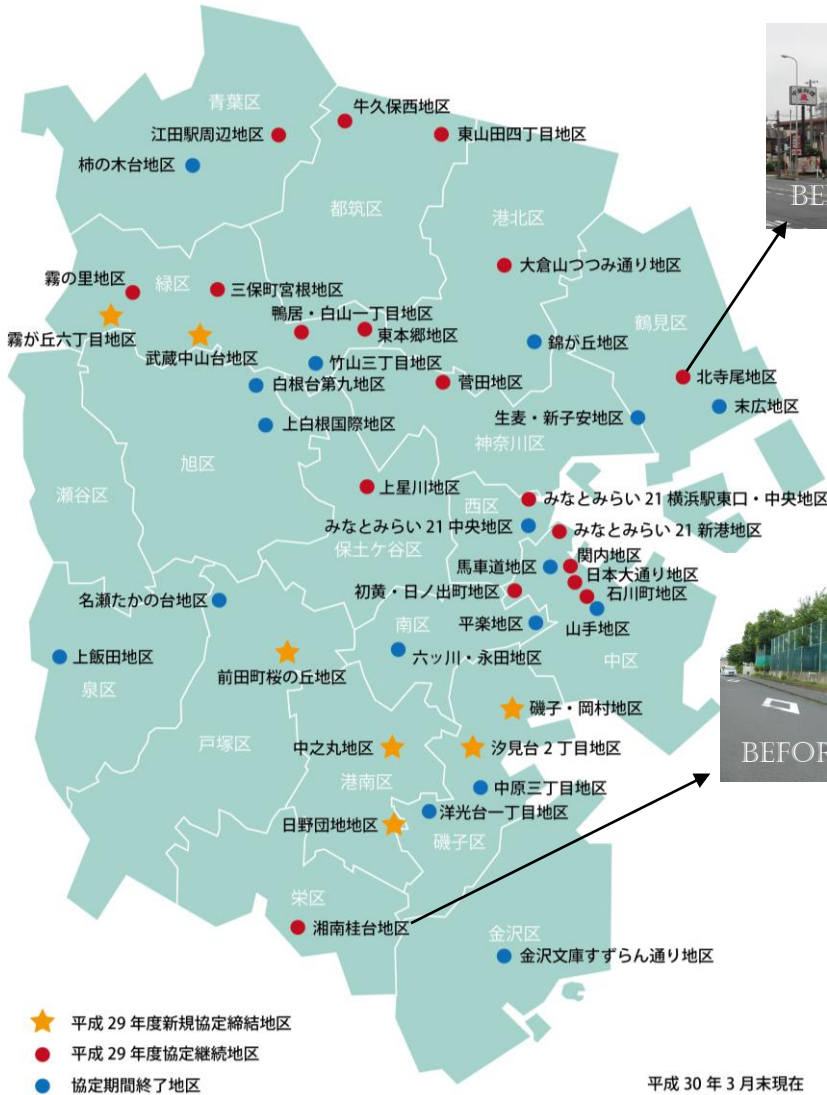 青葉区
牛久保西地区
江田駅周辺地区
東山田四丁目地区
柿の木台地区
都筑区
港北区
大倉山つつみ通り地区
霧の里地区
緑区
三保町宮根地区
鴨居・白山一丁目地区
鶴見区
霧が丘六丁目地区
武蔵中山台地区
東本郷地区
錦が丘地区
竹山三丁目地区
白根台第九地区
菅田地区
北寺尾地区
末広地区
上白根国際地区
生麦・新子安地区
神奈川区
旭区
瀬谷区
上星川地区
西区
みなとみらい 21 横浜駅東口・中央地区
みなとみらい 21 中央地区
みなとみらい 21 新港地区
保土ケ谷区
関内地区
馬車道地区
日本大通り地区
初黄・日ノ出町地区
石川町地区
名瀬たかの台地区
南区
平楽地区
山手地区
上飯田地区
六ッ川・永田地区
中区
前田町桜の丘地区
泉区
磯子・岡村地区
戸塚区
中之丸地区
汐見台 2 丁目地区
港南区
中原三丁目地区
洋光台一丁目地区
日野団地地区
磯子区
栄区
湘南桂台地区
金沢区
金沢文庫すずらん通り地区
BE
BEFOR
平成 29 年度新規協定締結地区
平成 29 年度協定継続地区
協定期間終了地区
平成 30 年 3 月末現在